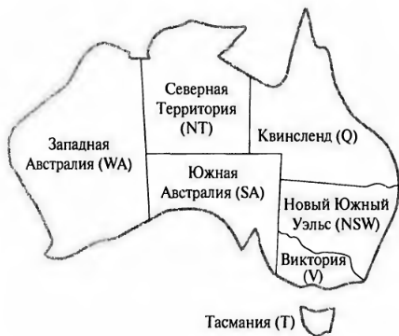 Северная
Территория
(NT)
Западная
Австралия (WA)
Квинсленд (Q)
Южная
Австралия (SA)
Новый Южный
Уэльс (NSW)
Виктория
(V)
Тасмания (T)